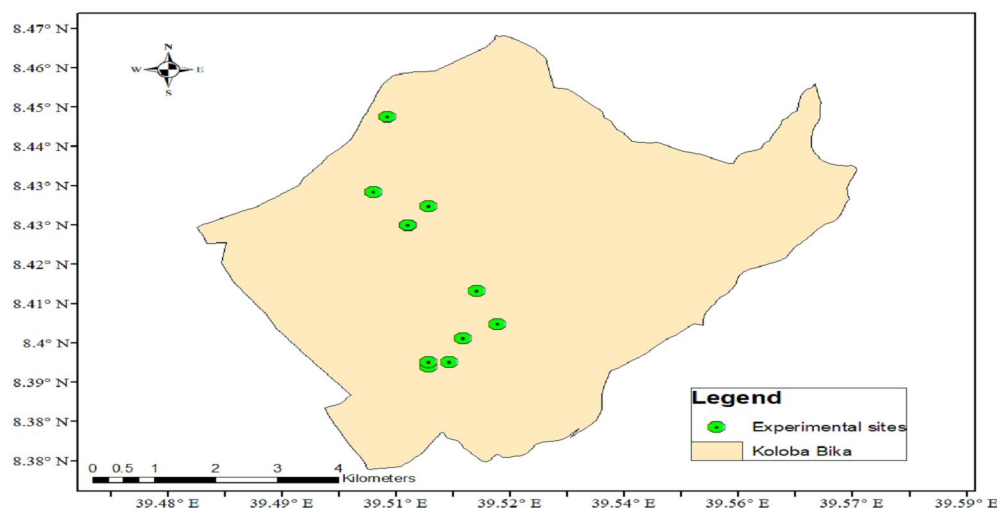 8.47° N
8.46° N
8.45° N
8.44° N
8.43° N
8.43° N
8.42° N
8.41° N
8.4° N
8.39° N
8.38° N
8.38° N
N
W E
S
Legend
Experimental sites
Koloba Bika
0 0.5 1 2 3 4
Kilometers
39.48° E 39.49° E 39.51° E 39.52° E 39.54° E 39.56° E 39.57° E 39.59° E